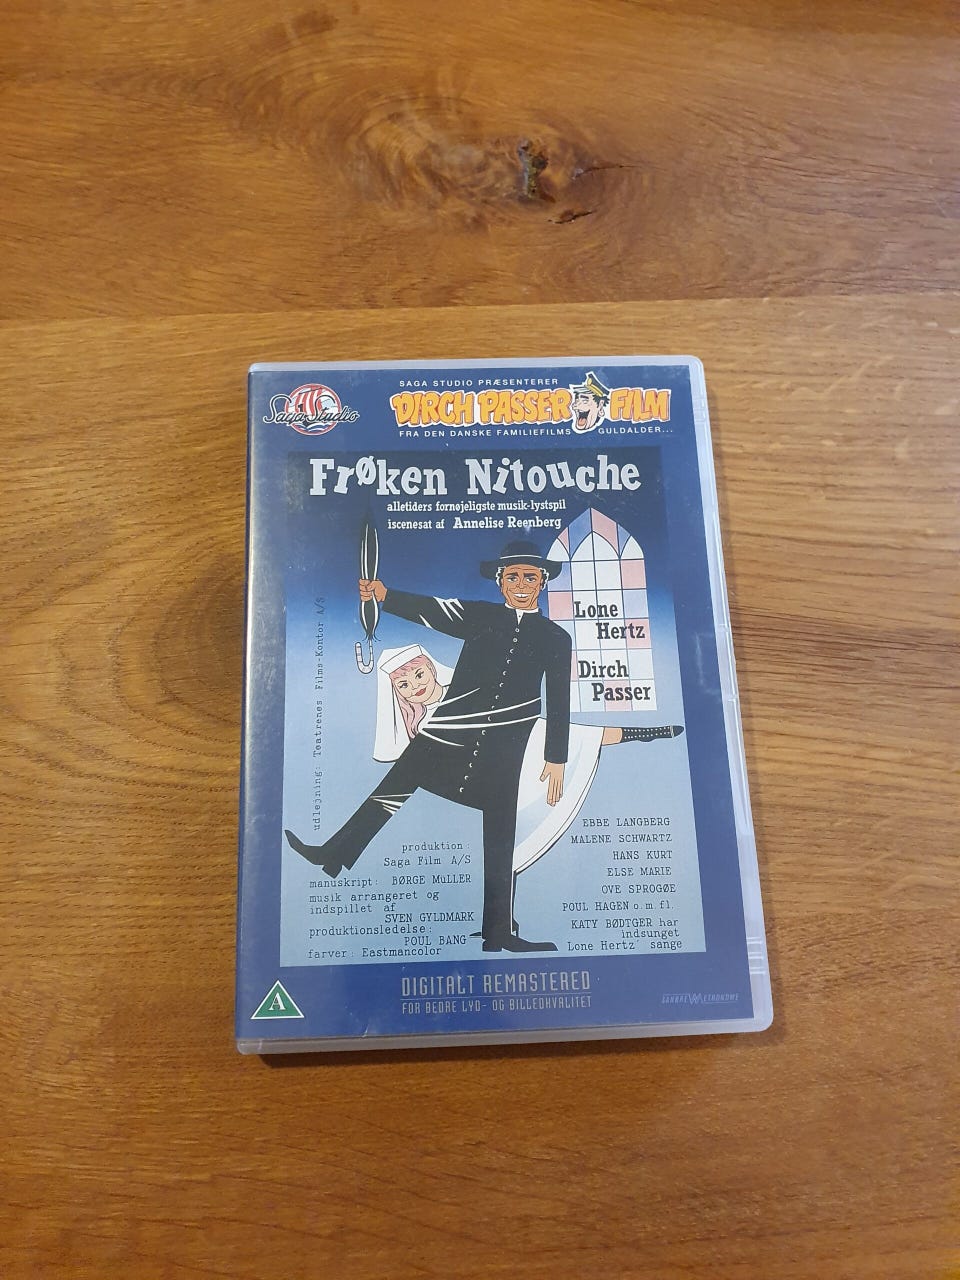 Saga Studio
SAGA STUDIO PRÆSENTERER
DIRCH PASSER FILM
FRA DEN DANSKE FAMILIEFILMS GULDALDER...
Frøken Nitouche
alletiders fornøjeligste musik-lystspil
iscenesat af Annelise Reenberg
Lone
Hertz
Dirch
Passer
udlejning: Teatrenes Films-Kontor A/S
produktion:
Saga Film A/S
manuskript: BØRGE MüLLER
musik arrangeret og
indspillet af
SVEN GYLDMARK
produktionsledelse:
POUL BANG
farver: Eastmancolor
EBBE LANGBERG
MALENE SCHWARTZ
HANS KURT
ELSE MARIE
OVE SPROGØE
POUL HAGEN o.m.fl.
KATY BØDTGER har
indsunget
Lone Hertz' sange
A
DIGITALT REMASTERED
FOR BEDRE LYD- OG BILLEDKVALITET
SANDREW METRONOME